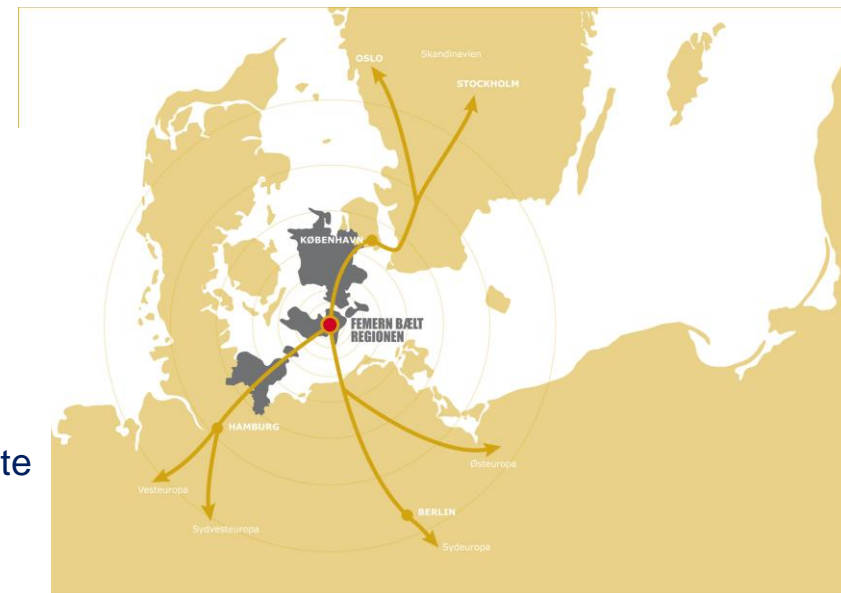 OSLO
Skandinavien
STOCKHOLM
KØBENHAVN
FEMERN BÆLT
REGIONEN
HAMBURG
te
Vesteuropa
Østeuropa
Sydvesteuropa
BERLIN
Sydeuropa